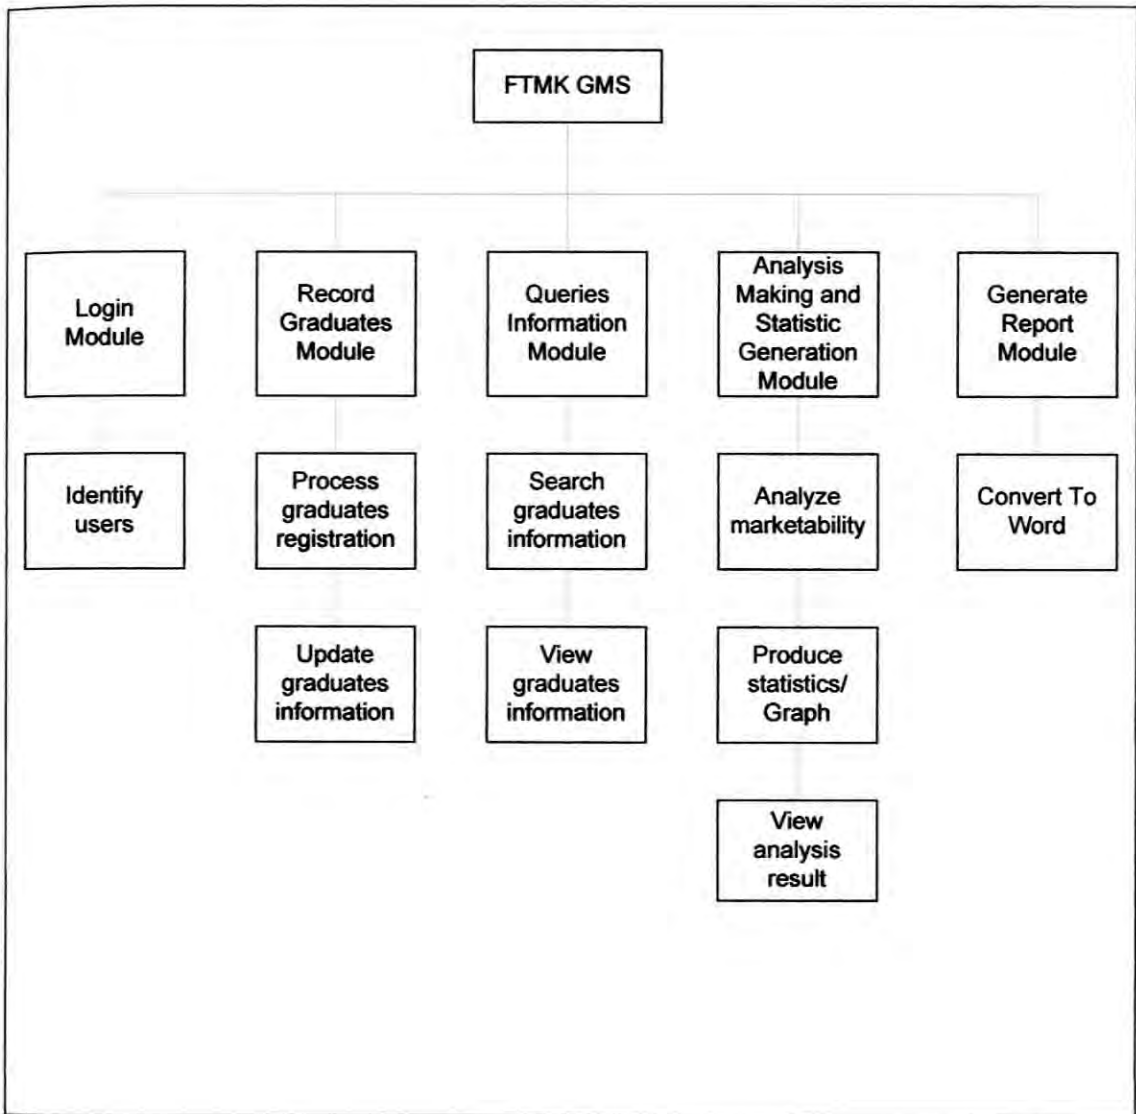 FTMK GMS
Login
Module
Record
Graduates
Module
Queries
Information
Module
Analysis
Making and
Statistic
Generation
Module
Generate
Report
Module
Identify
users
Process
graduates
registration
Search
graduates
information
Analyze
marketability
Convert To
Word
Update
graduates
information
View
graduates
information
Produce
statistics/
Graph
View
analysis
result